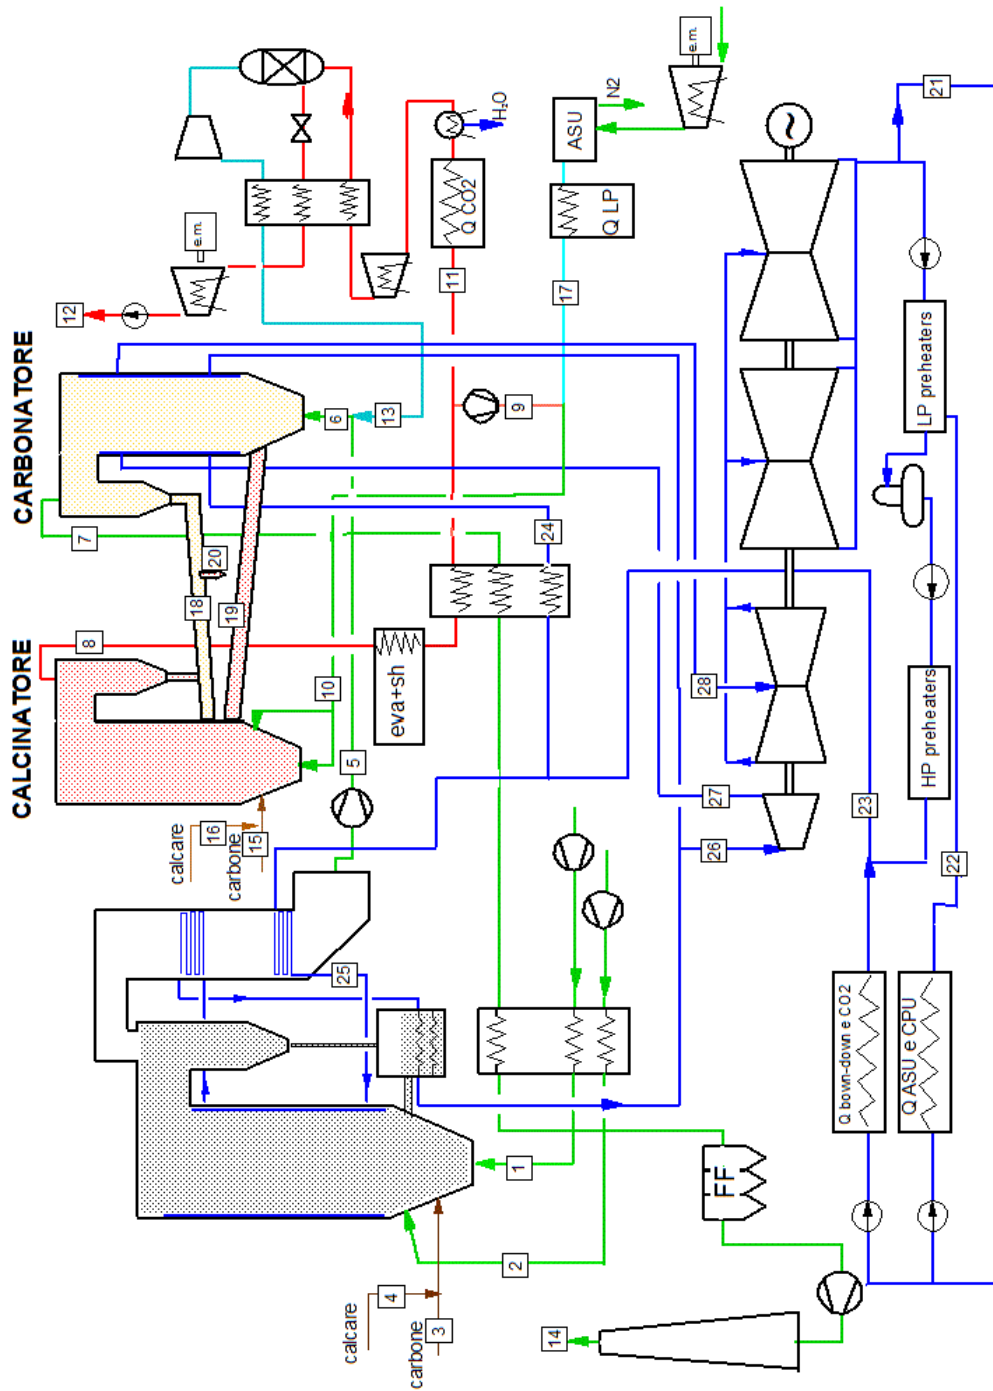 CALCINATORE
CARBONATORE
e.m.
12
e.m.
H₂O
Q CO2
11
ASU
N2
Q LP
17
9
13
6
7
20
18
19
24
8
10
eva+sh
5
calcare
16
15
carbone
28
27
26
25
1
2
calcare
4
3
carbone
FF
14
21
LP preheaters
HP preheaters
23
22
Q bown-down e CO2
Q ASU e CPU